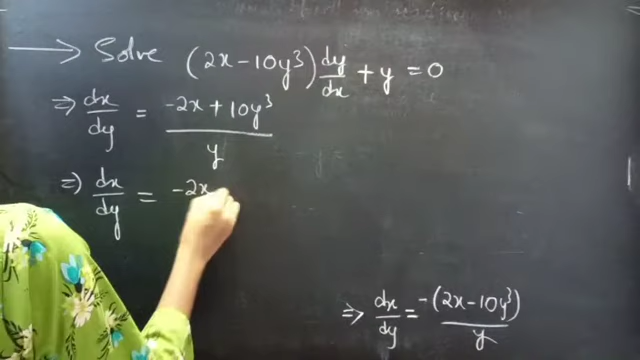 → Solve (2x-10y³) dy/dx + y = 0
⇒ dx/dy = (-2x + 10y³)/y
⇒ dx/dy = -2x
⇒ dx/dy = -(2x-10y³)/y